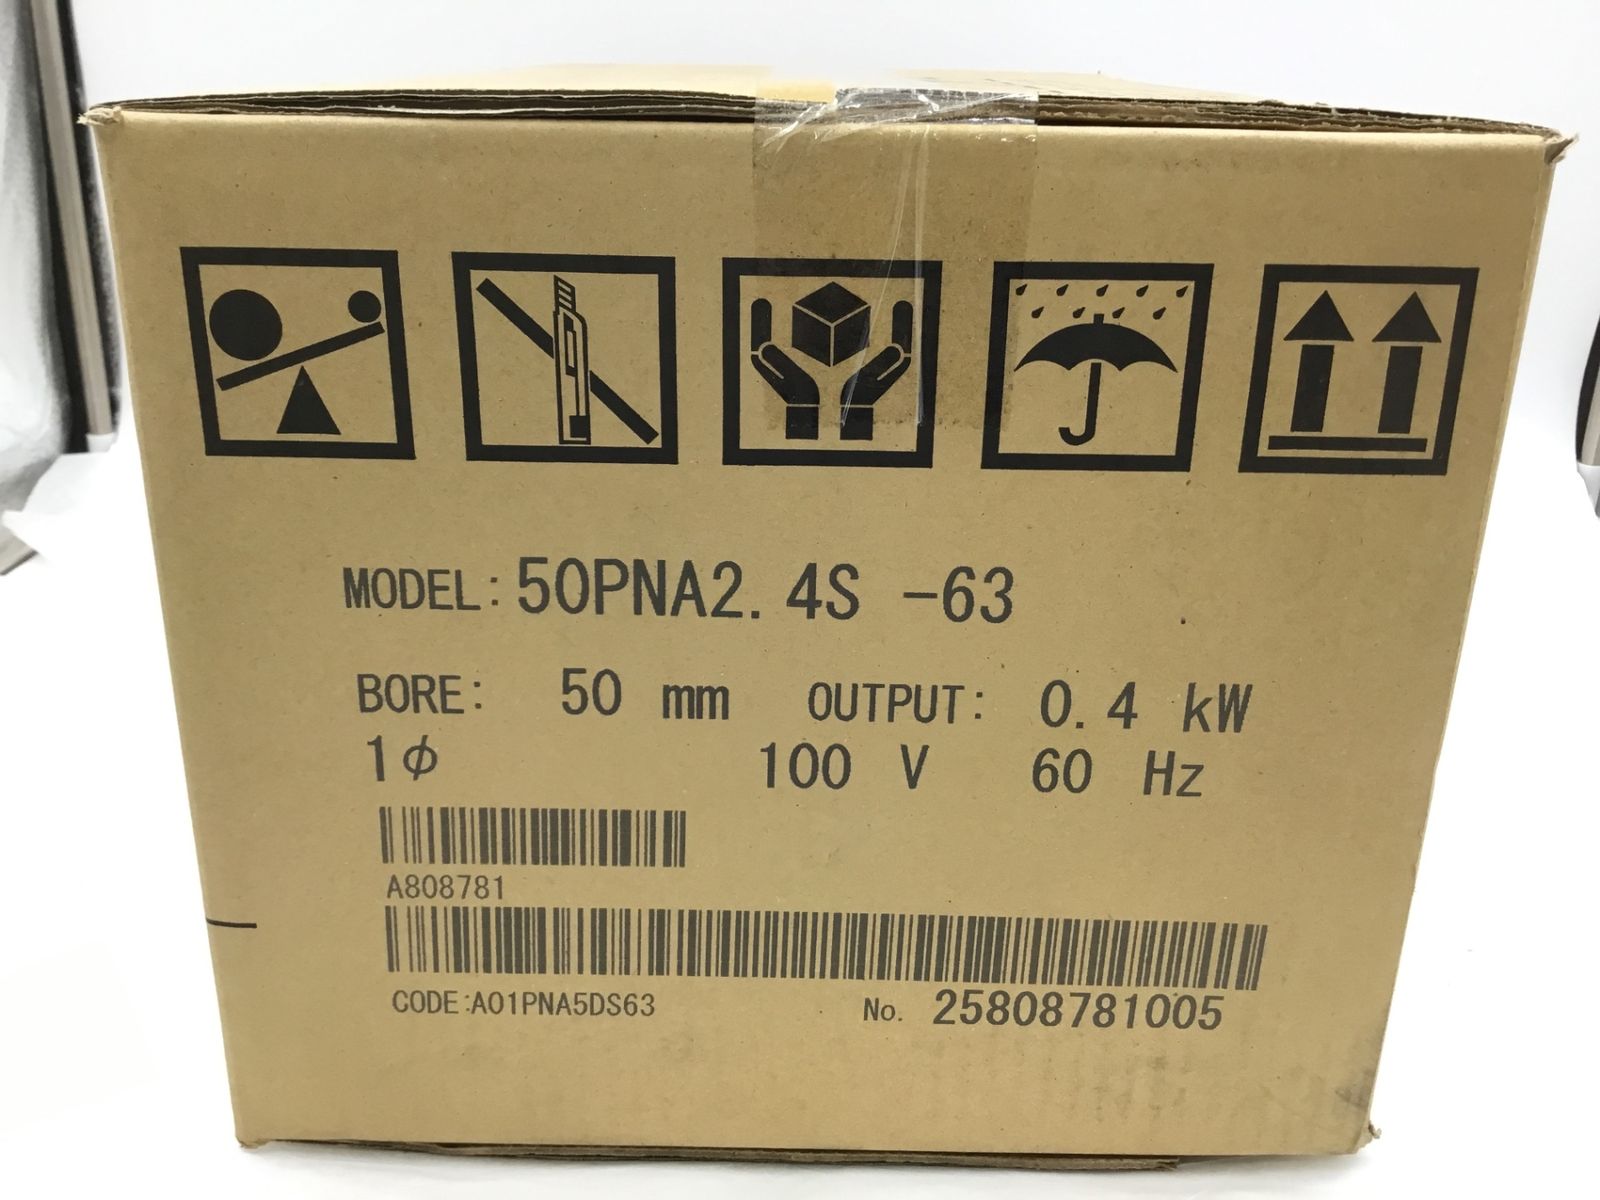 MODEL: 50PNA2.4S -63
BORE: 50 mm OUTPUT: 0.4 kW
1φ 100 V 60 Hz
A808781
CODE:A01PNA5DS63 No. 25808781005